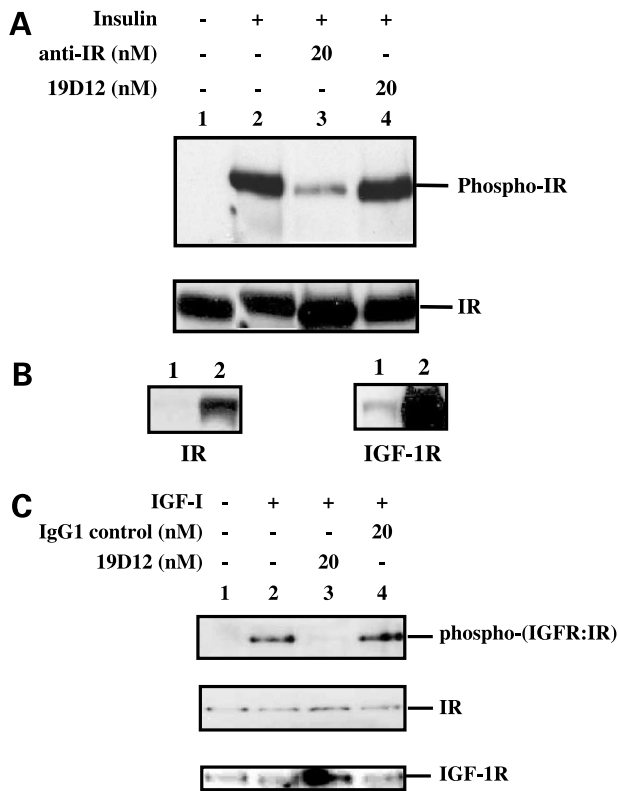 A
Insulin - + + +
anti-IR (nM) - - 20 -
19D12 (nM) - - - 20
1 2 3 4
Phospho-IR
IR
B
1 2 1 2
IR IGF-1R
C
IGF-I - + + +
IgG1 control (nM) - - - 20
19D12 (nM) - - 20 -
1 2 3 4
phospho-(IGFR:IR)
IR
IGF-1R